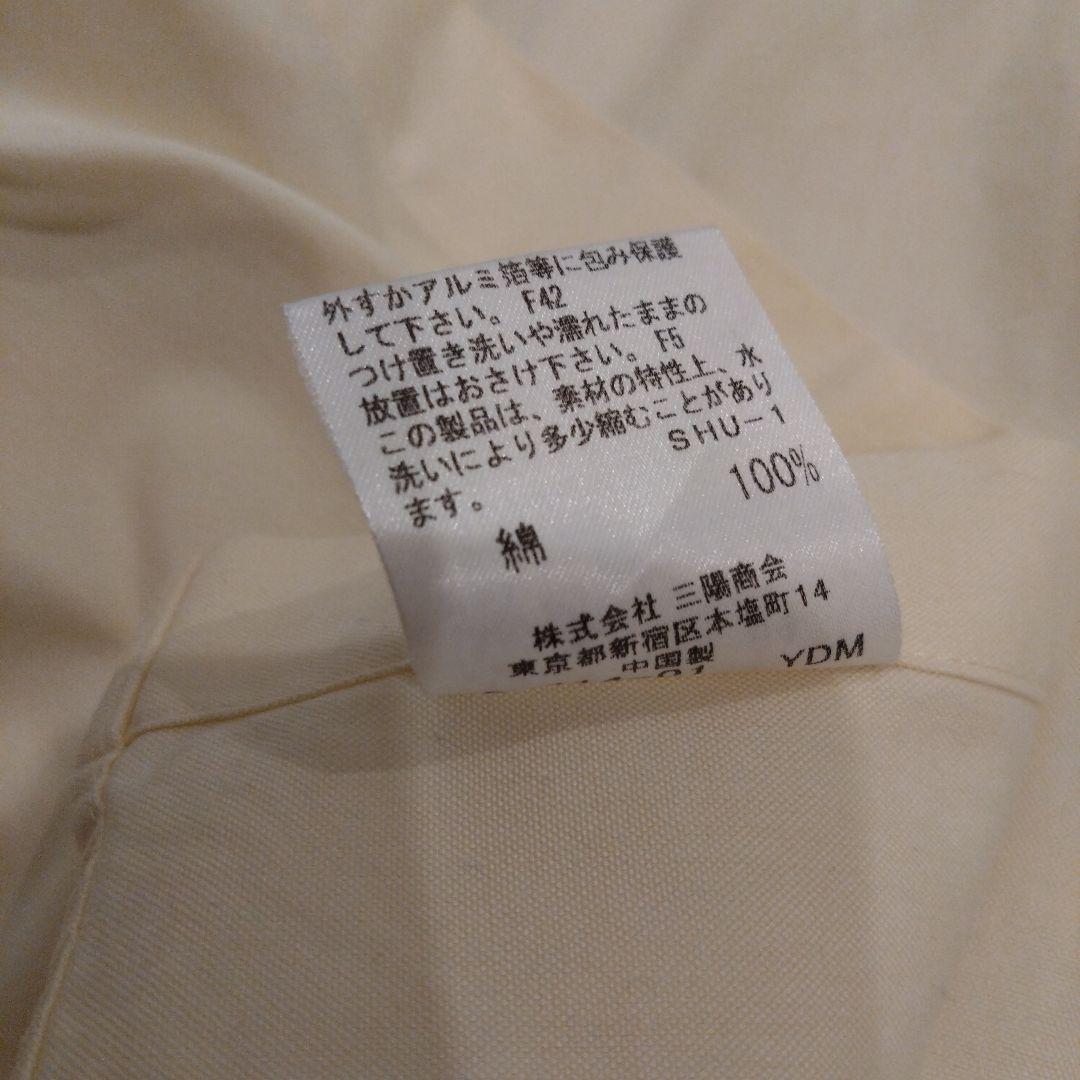 外すかアルミ箔等に包み保護
して下さい。 F42
つけ置き洗いや濡れたままの
放置はおさけ下さい。 F5
この製品は、素材の特性上、水
洗いにより多少縮むことがあり
ます。 SHU-1
綿 100%
株式会社 三陽商会
東京都新宿区本塩町14
中国製 YDM